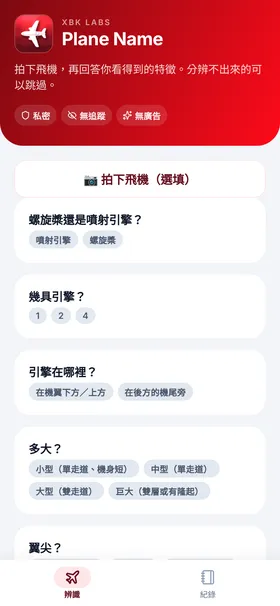 XBK LABS
Plane Name
拍下飛機，再回答你看得到的特徵。分辨不出來的可
以跳過。
私密
無追蹤
無廣告
拍下飛機（選填）
螺旋槳還是噴射引擎？
噴射引擎
螺旋槳
幾具引擎？
1
2
4
引擎在哪裡？
在機翼下方／上方
在後方的機尾旁
多大？
小型（單走道、機身短）
中型（單走道）
大型（雙走道）
巨大（雙層或有隆起）
翼尖？
辨識
紀錄